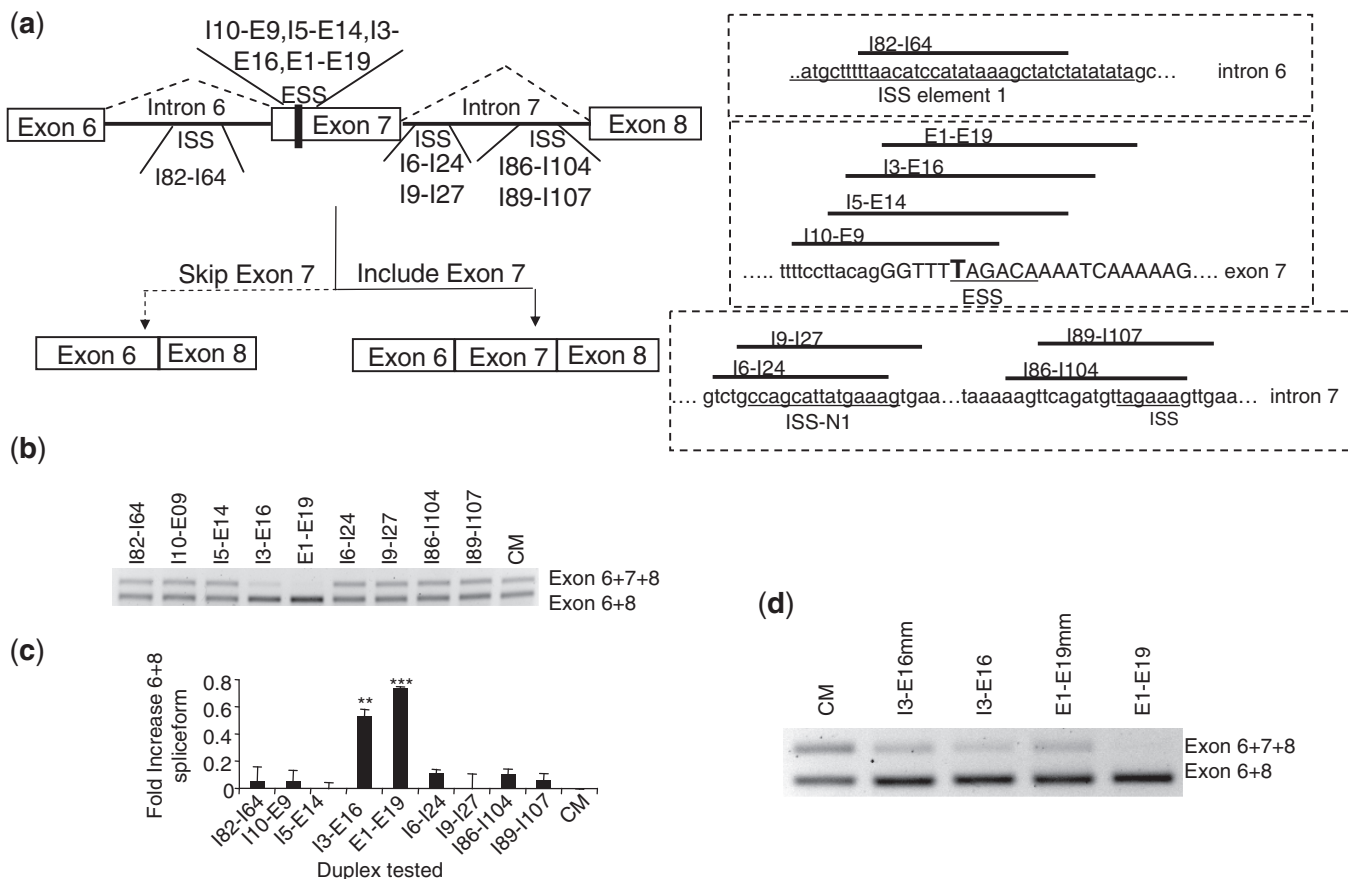 (a)
I10-E9,I5-E14,I3-
E16,E1-E19
ESS
Exon 6
Intron 6
Exon 7
Intron 7
Exon 8
ISS
I82-I64
ISS
I6-I24
I9-I27
ISS
I86-I104
I89-I107
Skip Exon 7
Include Exon 7
Exon 6
Exon 8
Exon 6
Exon 7
Exon 8
I82-I64
..atgctttttaacatccatataaagctatctatatatagc...
intron 6
ISS element 1
E1-E19
I3-E16
I5-E14
I10-E9
..... ttttccttacagGGTTTTAGACAAAATCAAAAAG.... exon 7
ESS
I9-I27
I89-I107
I6-I24
I86-I104
.... gtctgccagcattatgaaagtgaa ...taaaaagttcagatgttagaaagttgaa... intron 7
ISS-N1
ISS
(b)
I82-I64
I10-E09
I5-E14
I3-E16
E1-E19
I6-I24
I9-I27
I86-I104
I89-I107
CM
Exon 6+7+8
Exon 6+8
(c)
Fold Increase 6+8
spliceform
0.8
0.6
0.4
0.2
0
**
***
I82-I64
I10-E9
I5-E14
I3-E16
E1-E19
I6-I24
I9-I27
I86-I104
I89-I107
CM
Duplex tested
(d)
CM
I3-E16mm
I3-E16
E1-E19mm
E1-E19
Exon 6+7+8
Exon 6+8